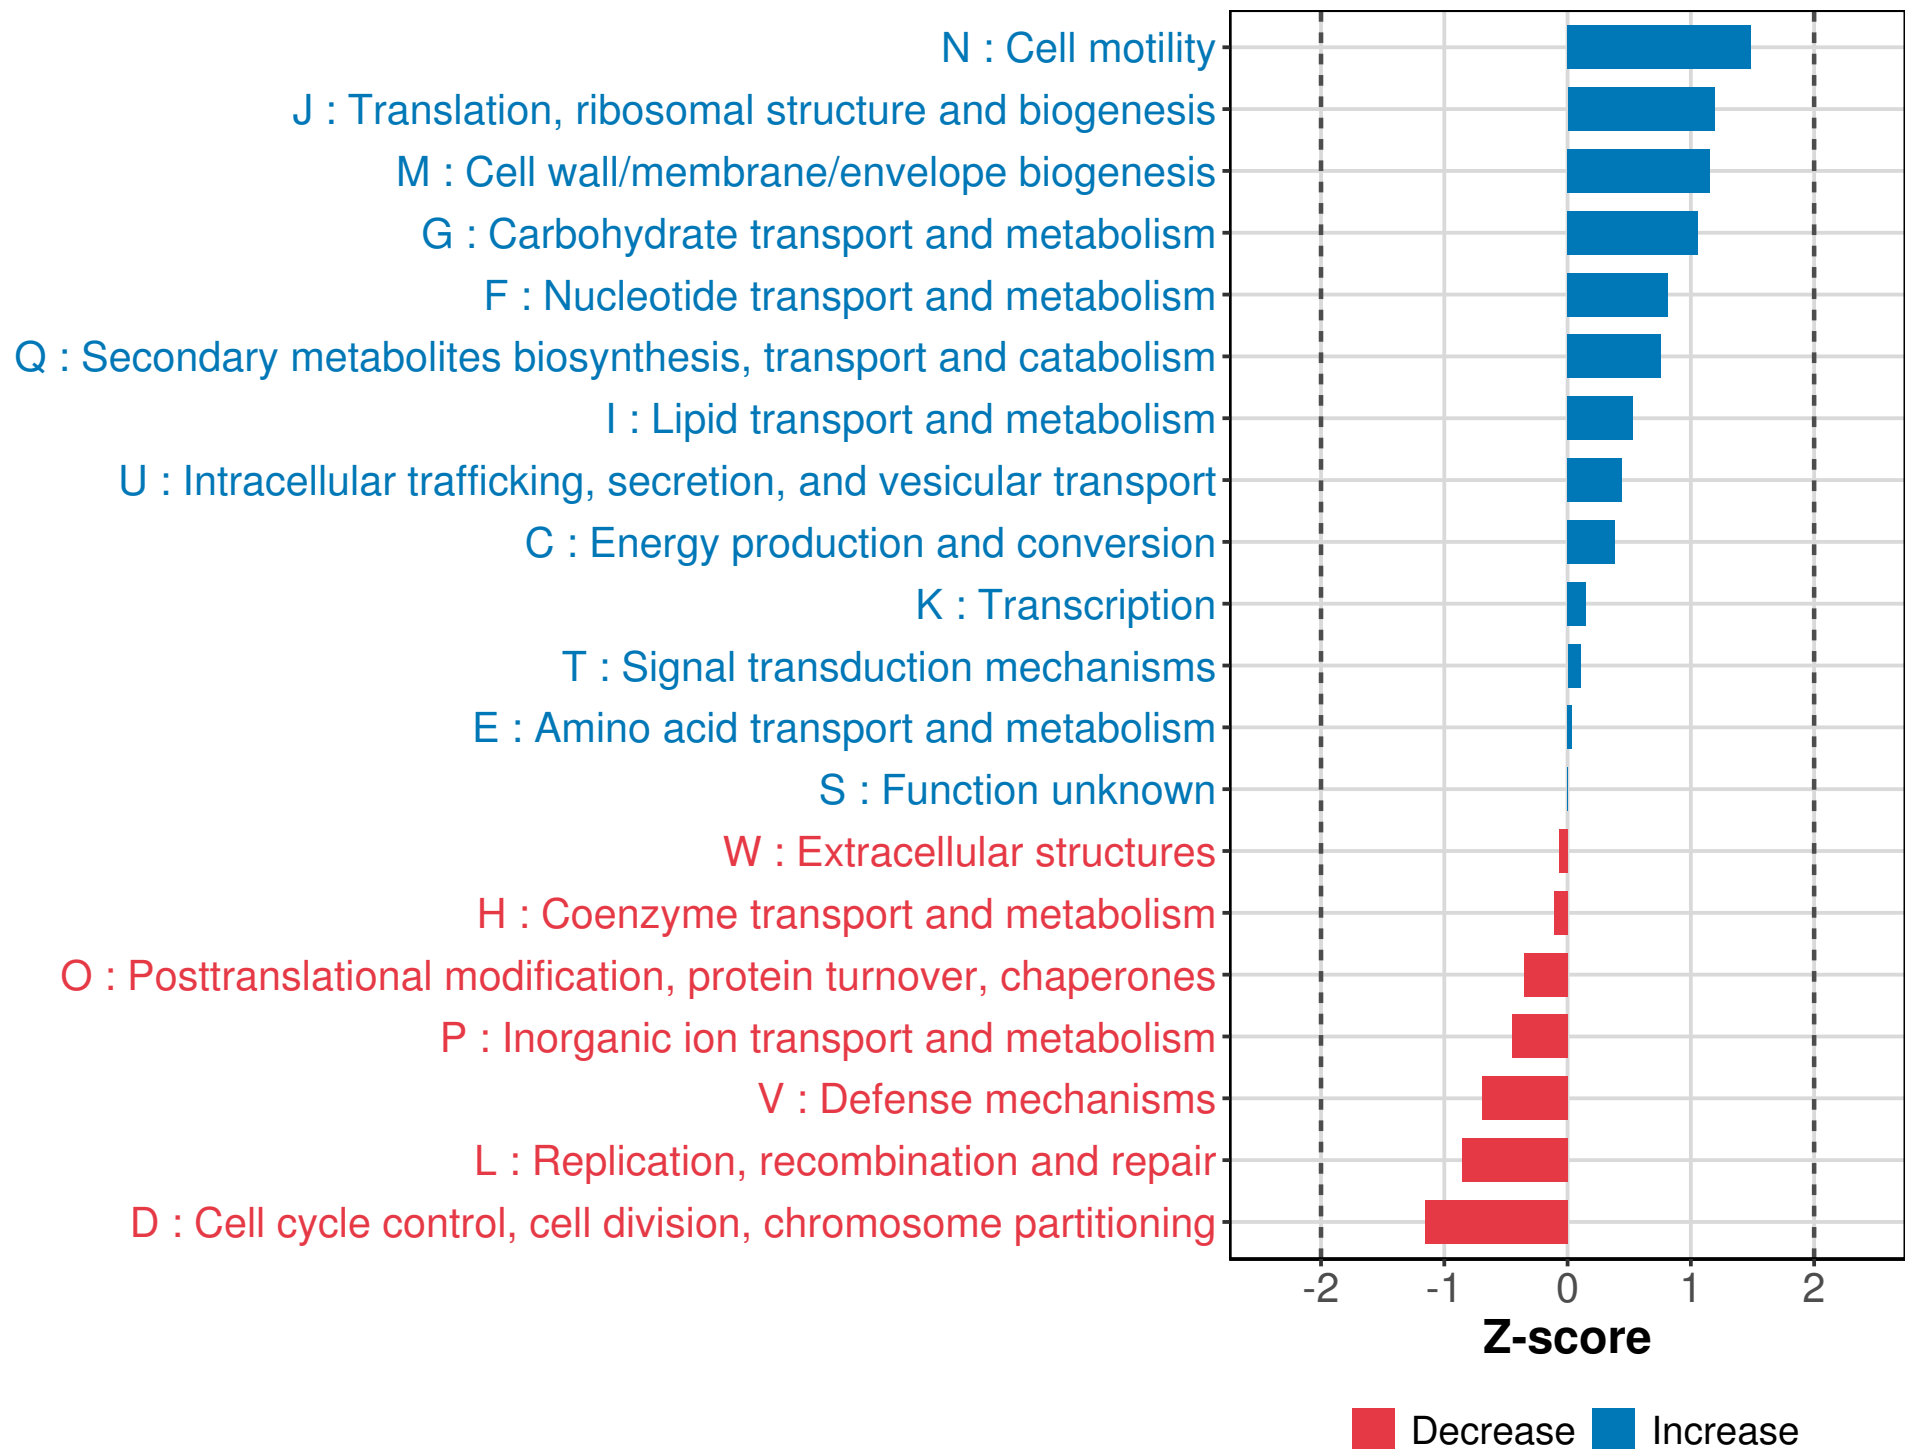 N : Cell motility
J : Translation, ribosomal structure and biogenesis
M : Cell wall/membrane/envelope biogenesis
G : Carbohydrate transport and metabolism
F : Nucleotide transport and metabolism
Q : Secondary metabolites biosynthesis, transport and catabolism
I : Lipid transport and metabolism
U : Intracellular trafficking, secretion, and vesicular transport
C : Energy production and conversion
K : Transcription
T : Signal transduction mechanisms
E : Amino acid transport and metabolism
S : Function unknown
W : Extracellular structures
H : Coenzyme transport and metabolism
O : Posttranslational modification, protein turnover, chaperones
P : Inorganic ion transport and metabolism
V : Defense mechanisms
L : Replication, recombination and repair
D : Cell cycle control, cell division, chromosome partitioning
-2 -1 0 1 2
Z-score
Decrease Increase